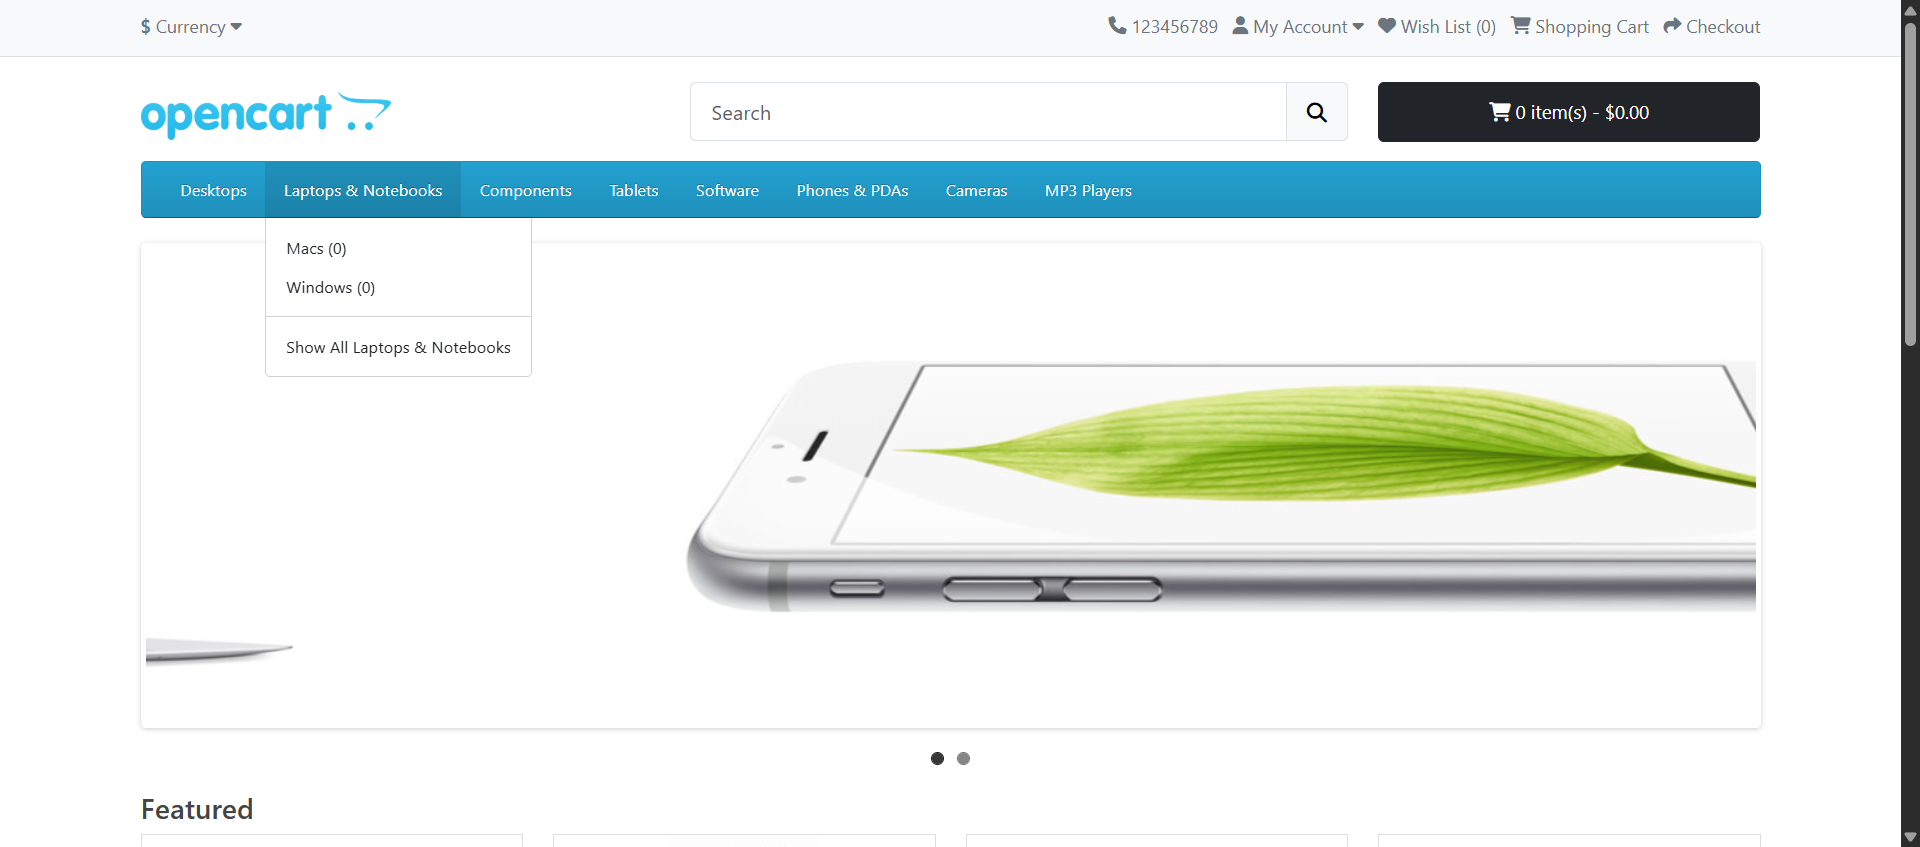 $ Currency
123456789 My Account Wish List (0) Shopping Cart Checkout
opencart
Search
0 item(s) - $0.00
Desktops Laptops & Notebooks Components Tablets Software Phones & PDAs Cameras MP3 Players
Macs (0)
Windows (0)
Show All Laptops & Notebooks
Featured